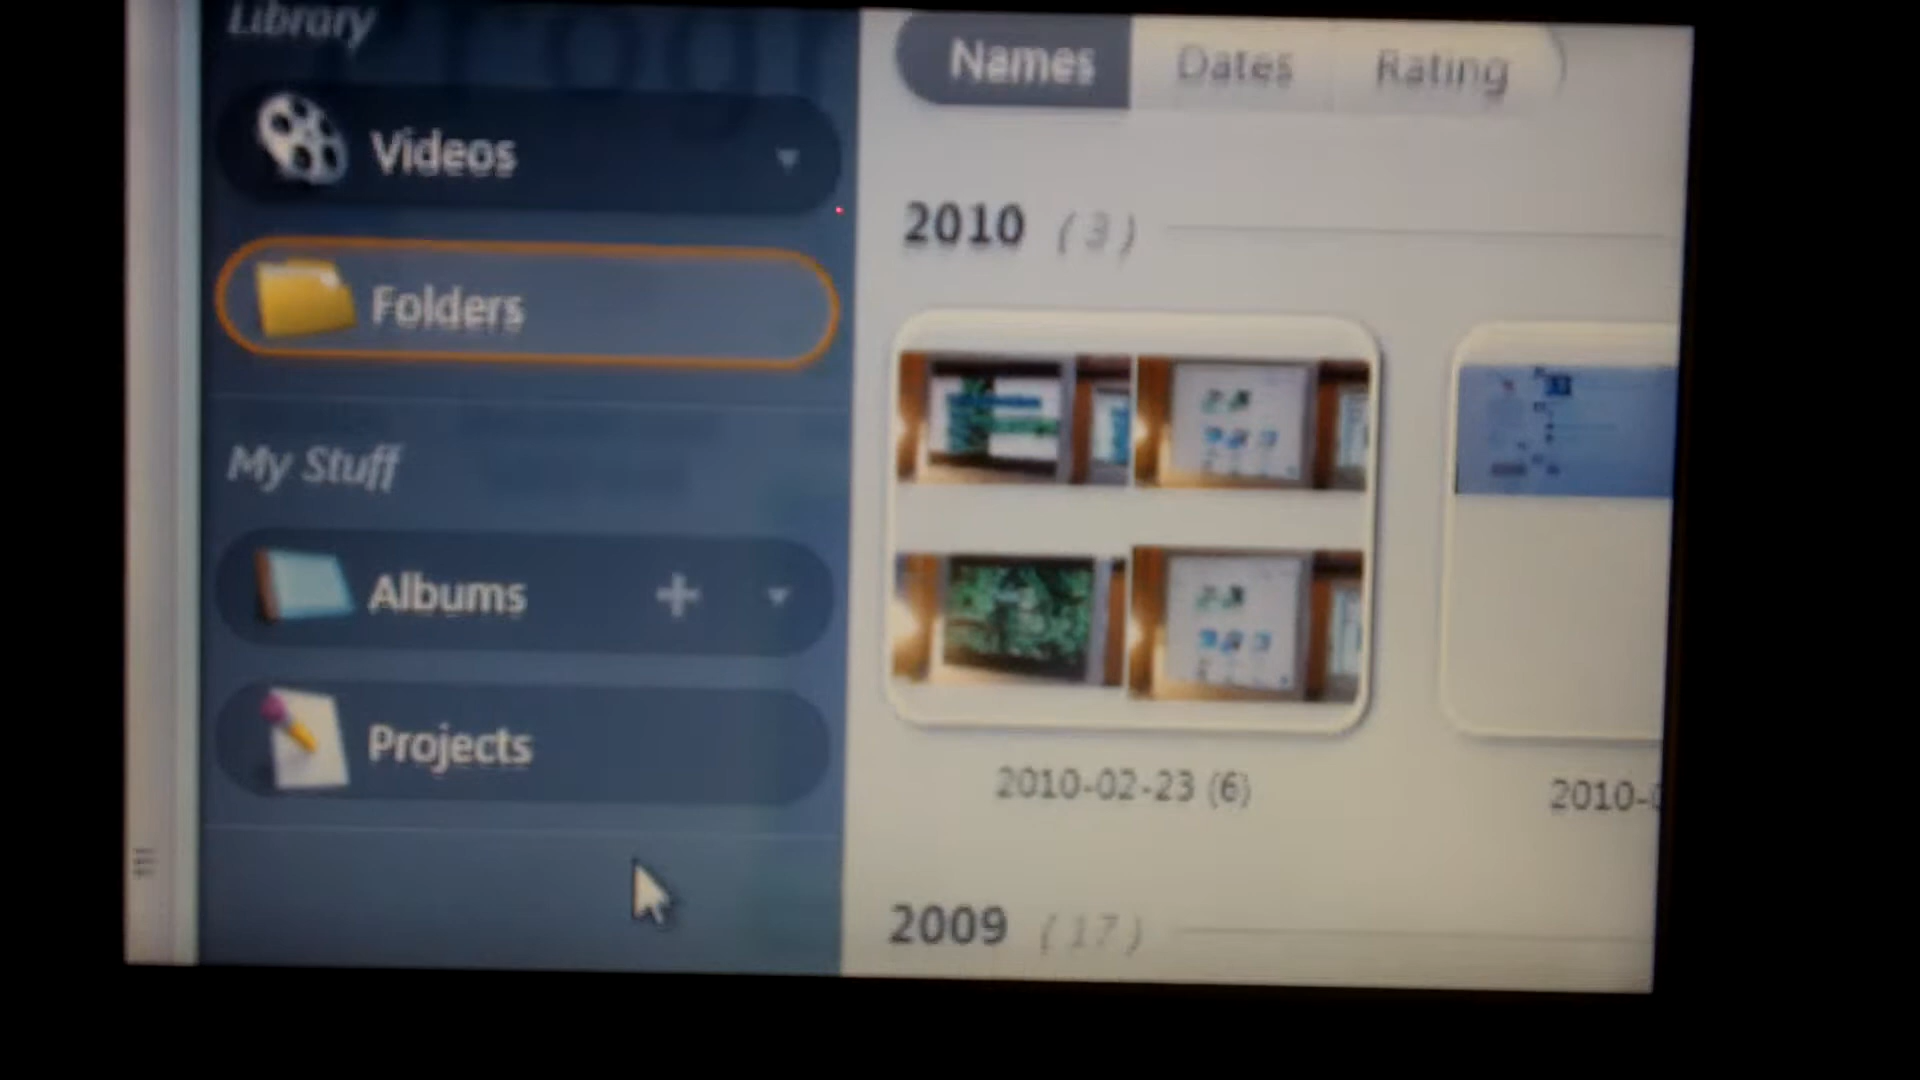 Library
Videos
Folders
My Stuff
Albums +
Projects
Names Dates Rating
2010 (3)
2010-02-23 (6)
2009 (17)